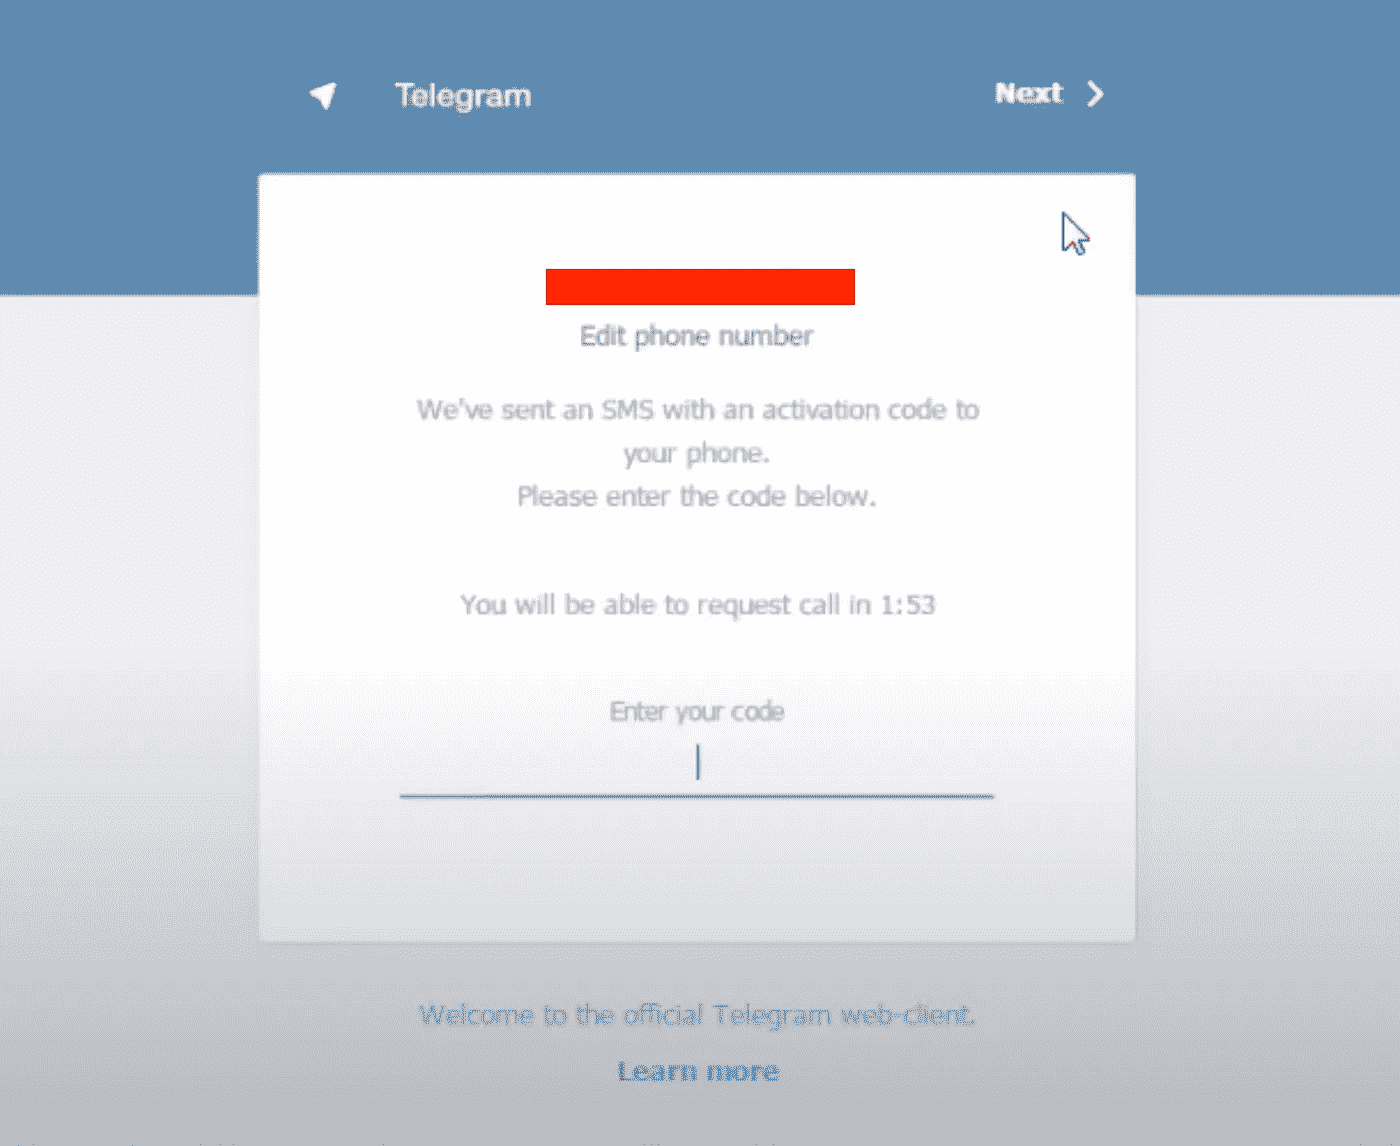 Telegram
Next
Edit phone number
We've sent an SMS with an activation code to
your phone.
Please enter the code below.
You will be able to request call in 1:53
Enter your code
Welcome to the official Telegram web-client.
Learn more